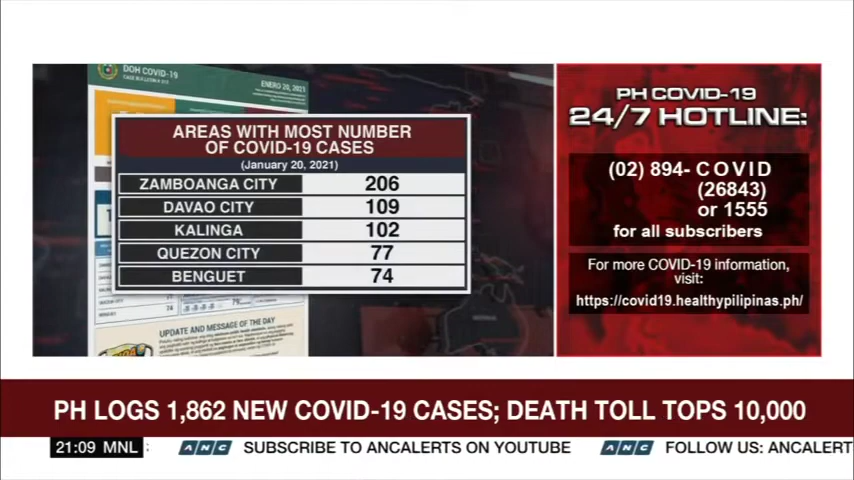 DOH COVID-19
ENERO 20, 2021
AREAS WITH MOST NUMBER
OF COVID-19 CASES
(January 20, 2021)
ZAMBOANGA CITY 206
DAVAO CITY 109
KALINGA 102
QUEZON CITY 77
BENGUET 74
UPDATE AND MESSAGE OF THE DAY
PH COVID-19
24/7 HOTLINE:
(02) 894- COVID
(26843)
or 1555
for all subscribers
For more COVID-19 information,
visit:
https://covid19.healthypilipinas.ph/
PH LOGS 1,862 NEW COVID-19 CASES; DEATH TOLL TOPS 10,000
21:09 MNL : ANC SUBSCRIBE TO ANCALERTS ON YOUTUBE ANC FOLLOW US: ANCALERT